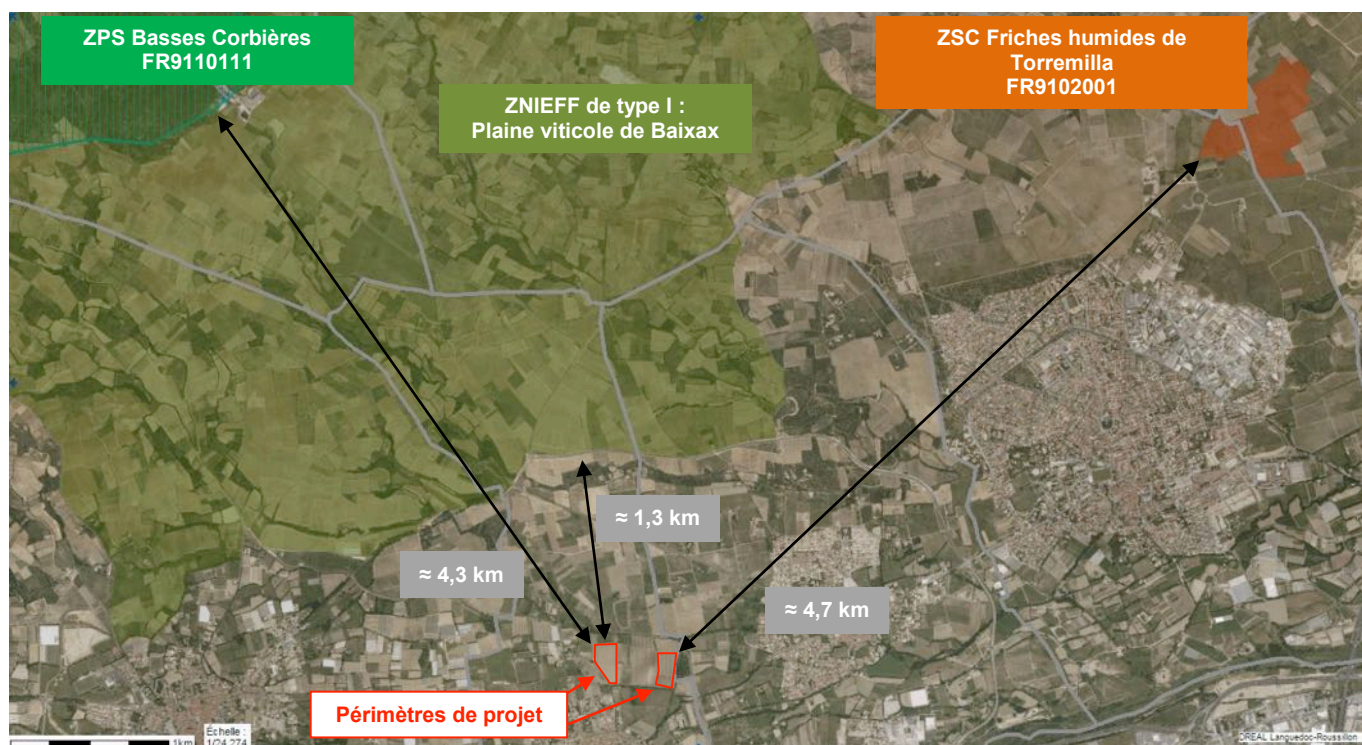 ZPS Basses Corbières
FR9110111
ZSC Friches humides de
Torremilla
FR9102001
ZNIEFF de type I :
Plaine viticole de Baixax
≈ 1,3 km
≈ 4,3 km
≈ 4,7 km
Périmètres de projet
1km
Échelle :
1/24 274
DREAL Languedoc-Roussillon